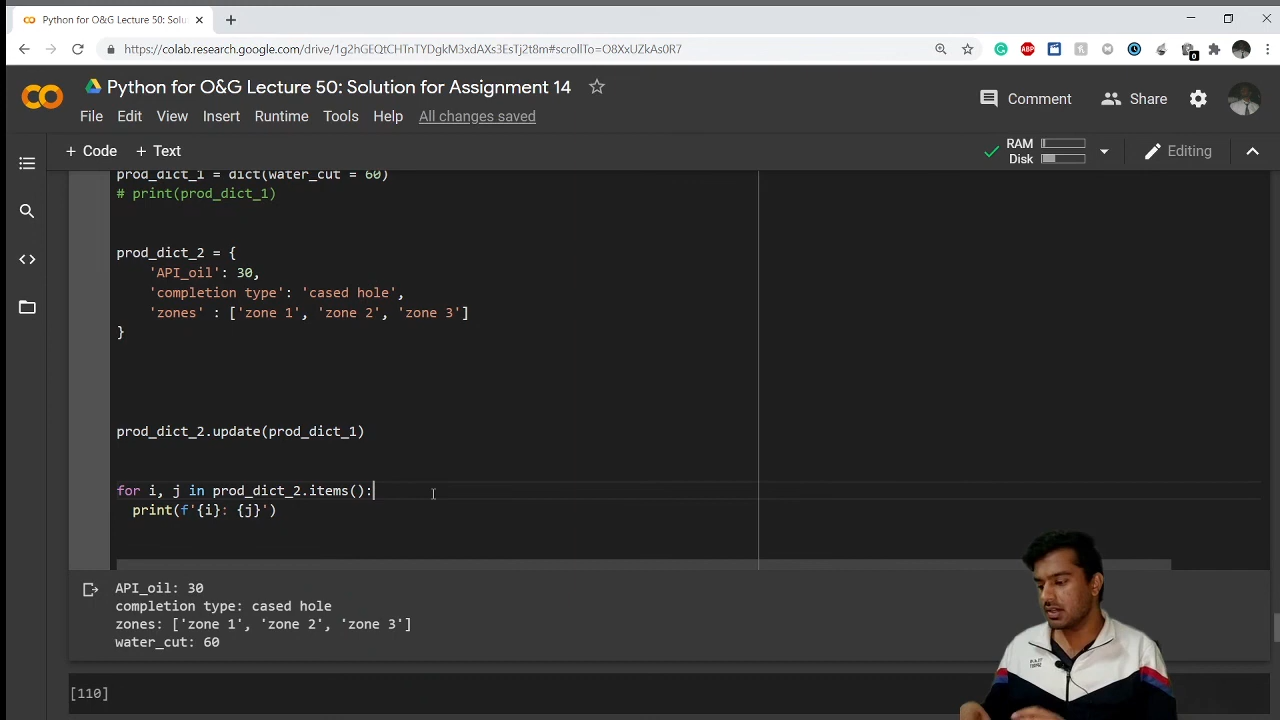 Python for O&G Lecture 50: Solu
https://colab.research.google.com/drive/1g2hGEQtCHTnTYDgkM3xdAXs3EsTj2t8m#scrollTo=O8XxUZkAs0R7
ABP
0
Python for O&G Lecture 50: Solution for Assignment 14
Comment
Share
File Edit View Insert Runtime Tools Help All changes saved
+ Code + Text
RAM
Disk
Editing
prod_dict_1 = dict(water_cut = 60)
# print(prod_dict_1)
prod_dict_2 = {
'API_oil': 30,
'completion type': 'cased hole',
'zones' : ['zone 1', 'zone 2', 'zone 3']
}
prod_dict_2.update(prod_dict_1)
for i, j in prod_dict_2.items():
print(f'{i}: {j}')
API_oil: 30
completion type: cased hole
zones: ['zone 1', 'zone 2', 'zone 3']
water_cut: 60
[110]